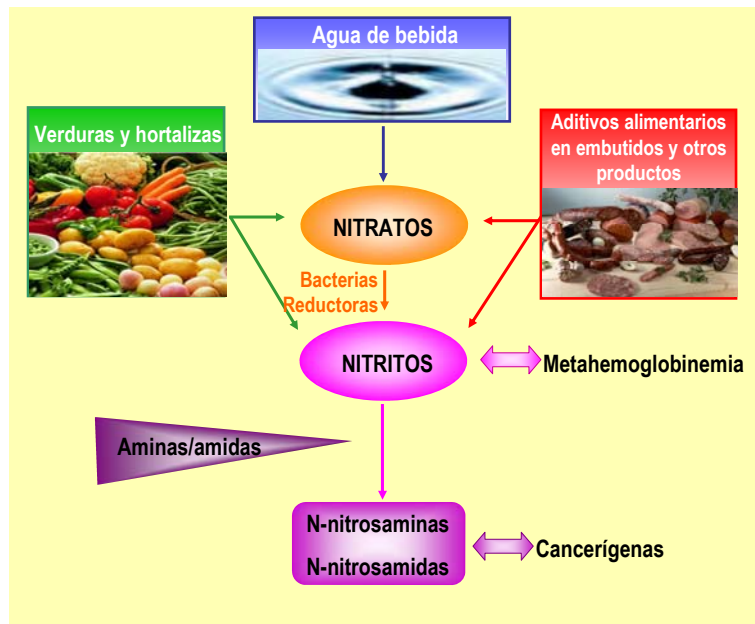 Agua de bebida
Verduras y hortalizas
Aditivos alimentarios
en embutidos y otros
productos
NITRATOS
Bacterias
Reductoras
NITRITOS
Metahemoglobinemia
Aminas/amidas
N-nitrosaminas
N-nitrosamidas
Cancerígenas